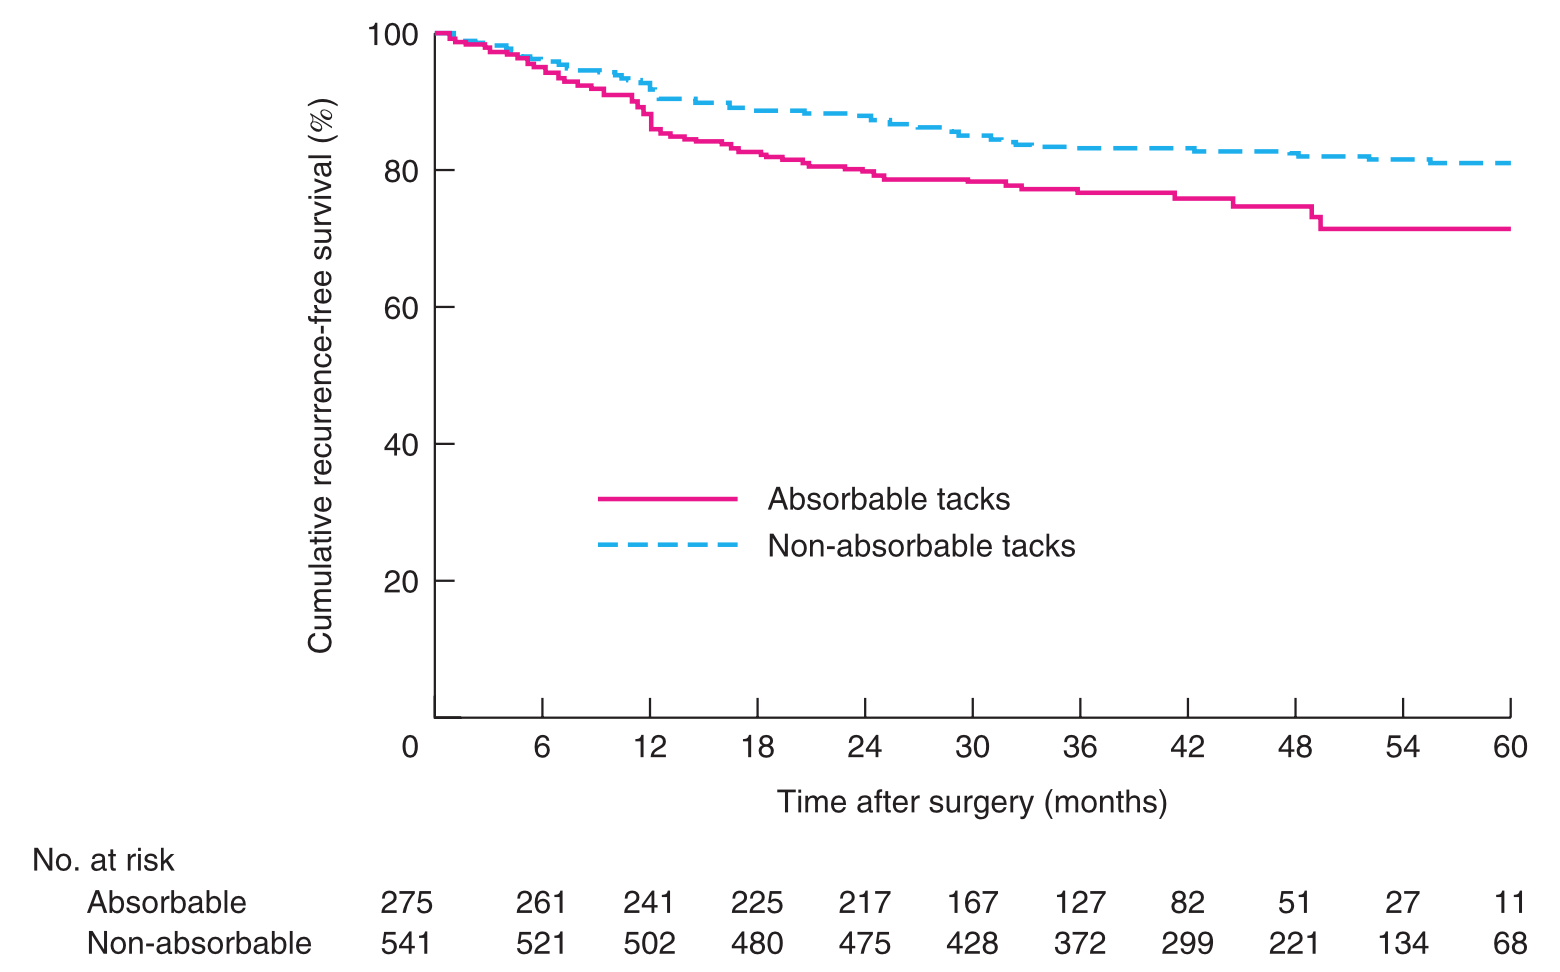 100
80
60
40
20
Cumulative recurrence-free survival (%)
Absorbable tacks
Non-absorbable tacks
0 6 12 18 24 30 36 42 48 54 60
Time after surgery (months)
No. at risk
Absorbable 275 261 241 225 217 167 127 82 51 27 11
Non-absorbable 541 521 502 480 475 428 372 299 221 134 68